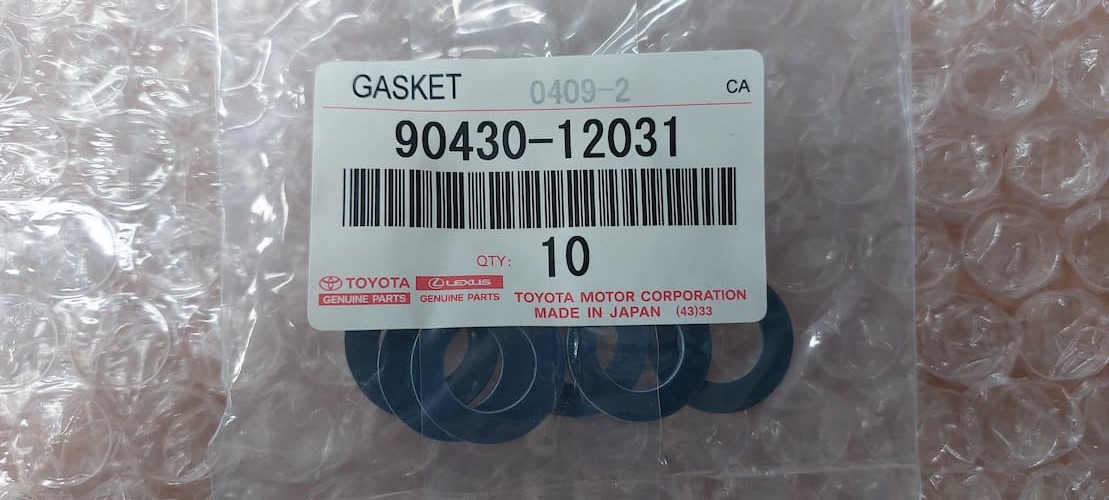 GASKET 0409-2 CA
90430-12031
QTY: 10
TOYOTA LEXUS
GENUINE PARTS GENUINE PARTS
TOYOTA MOTOR CORPORATION
MADE IN JAPAN (43)33